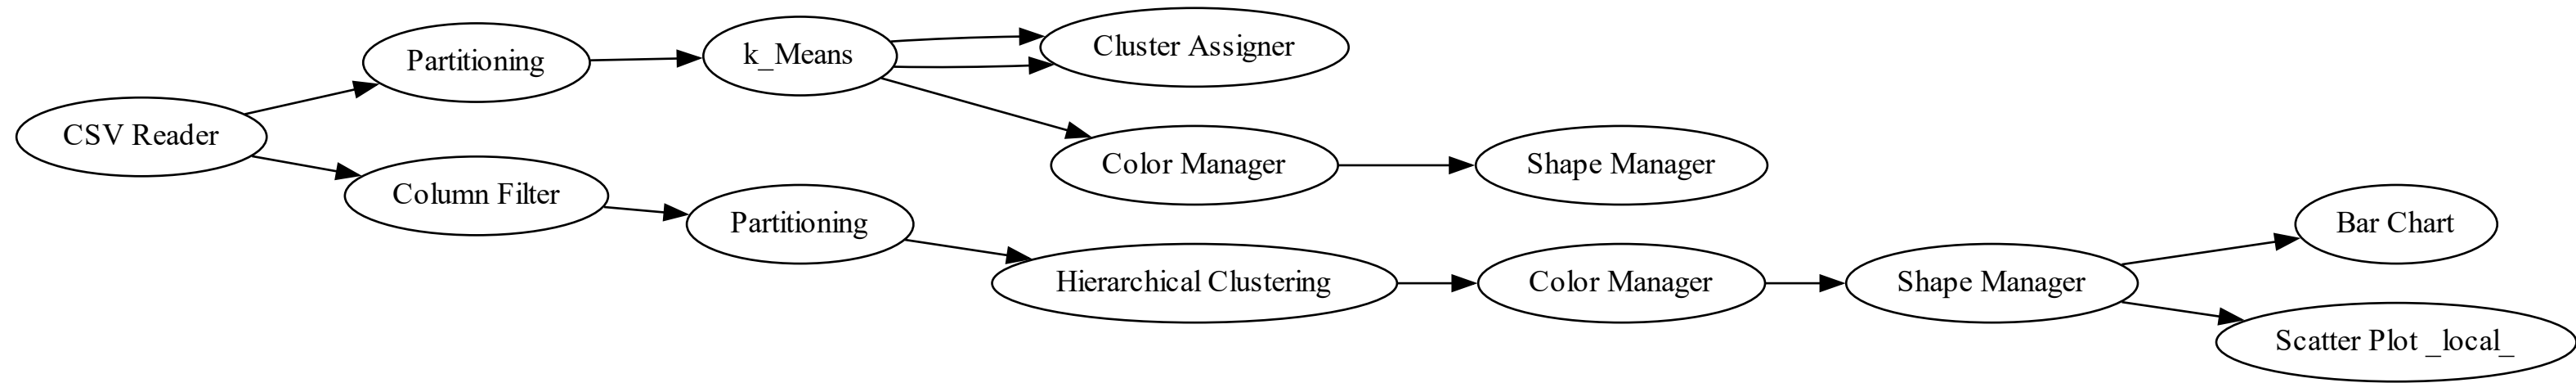 CSV Reader
Partitioning
k_Means
Cluster Assigner
Color Manager
Shape Manager
Column Filter
Partitioning
Hierarchical Clustering
Color Manager
Shape Manager
Bar Chart
Scatter Plot _local_